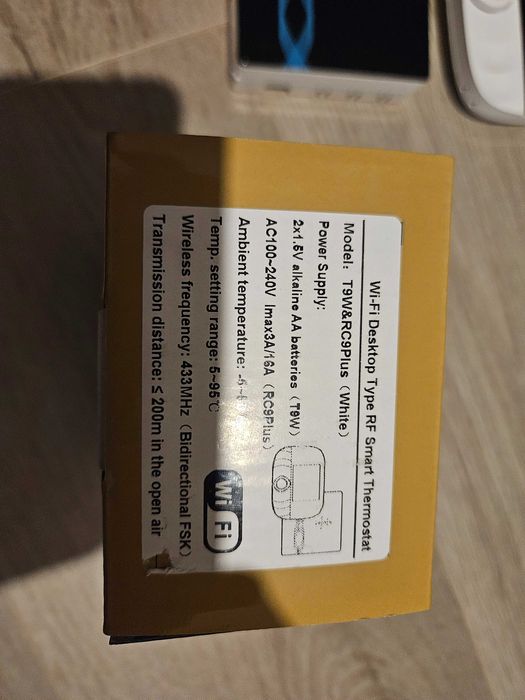 Wi-Fi Desktop Type RF Smart Thermostat
Model: T9W&RC9Plus (White)
Power Supply:
2x1.5V alkaline AA batteries (T9W)
AC100~240V Imax3A/16A (RC9Plus)
Ambient temperature: -5~
Temp. setting range: 5~95℃
Wireless frequency: 433MHz (Bidirectional FSK)
Transmission distance: ≤ 200m in the open air
Wi Fi